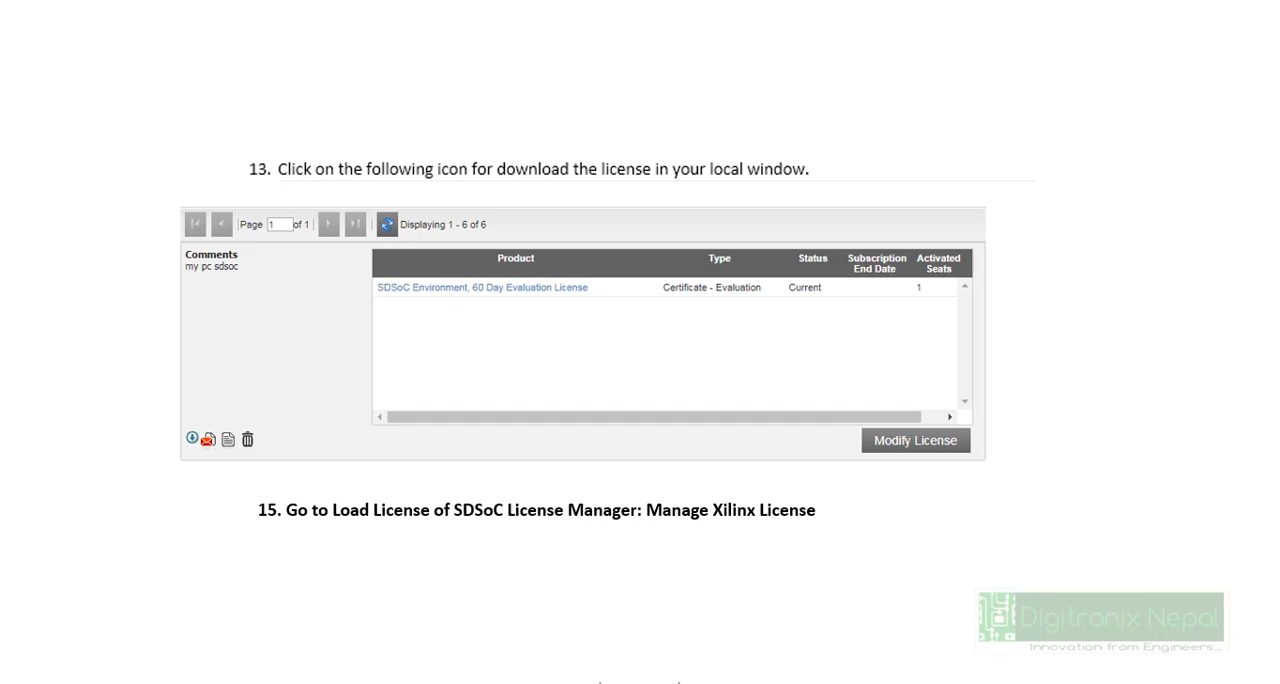 13. Click on the following icon for download the license in your local window.
Page 1 of 1 Displaying 1 - 6 of 6
Comments
my pc sdsoc
Product Type Status Subscription End Date Activated Seats
SDSoC Environment, 60 Day Evaluation License Certificate - Evaluation Current 1
Modify License
15. Go to Load License of SDSoC License Manager: Manage Xilinx License
Digitronix Nepal
Innovation from Engineers...